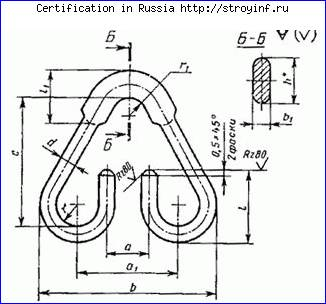 Certification in Russia http://stroyinf.ru
Б
Б-Б
∀ (√)
r₁
l₁
h*
b₁
Б
c
d
0,5×45°
2 фаски
Rz80
Rz80
r
l
a
a₁
b